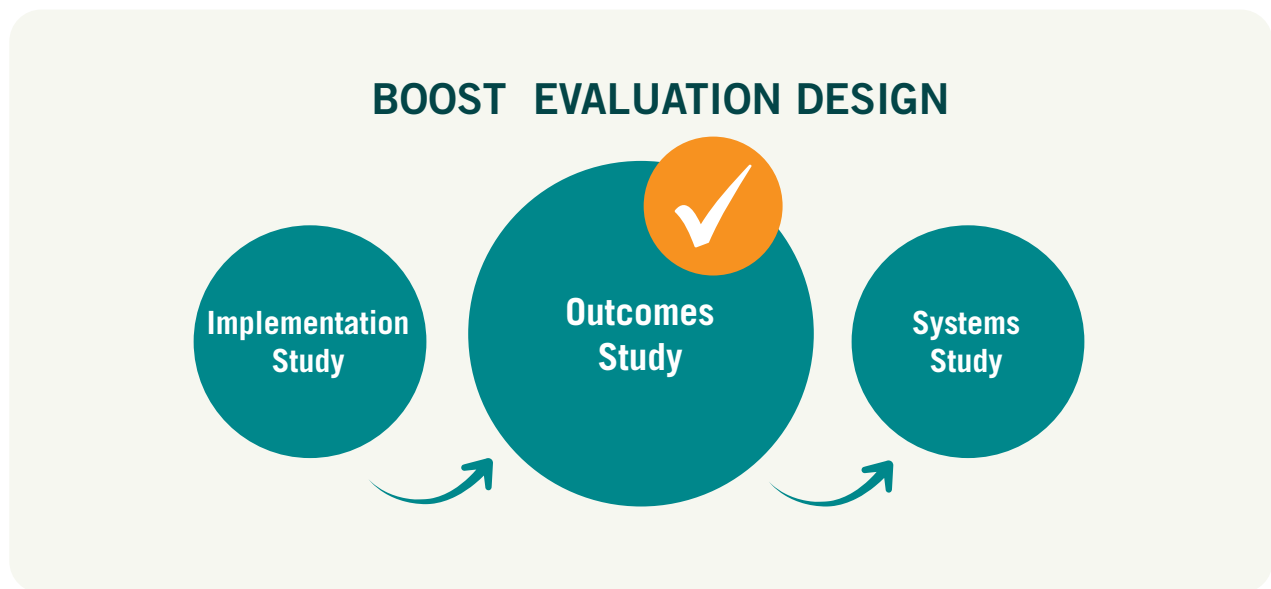 BOOST EVALUATION DESIGN
Implementation
Study
Outcomes
Study
Systems
Study